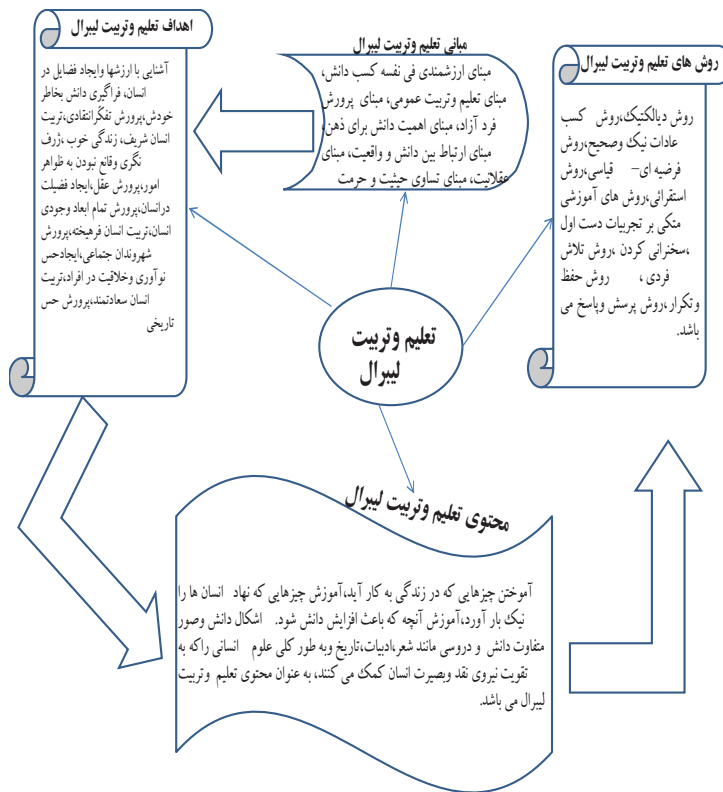 مبانی تعلیم وتربیت لیبرال
مبنای ارزشمندی فی نفسه کسب دانش،
مبنای تعلیم وتربیت عمومی، مبنای پرورش
فرد آزاد، مبنای اهمیت دانش برای ذهن،
مبنای ارتباط بین دانش و واقعیت، مبنای
عقلانیت، مبنای تساوی حیثیت و حرمت
روش های تعلیم وتربیت لیبرال
روش دیالکتیک،روش کسب
عادات نیک وصحیح،روش
فرضیه ای– قیاسی،روش
استقرائی،روش های آموزشی
متکی بر تجربیات دست اول
،سخنرانی کردن ،روش تلاش
فردی ، روش حفظ
وتکرار،روش پرسش وپاسخ می
باشد.
اهداف تعلیم وتربیت لیبرال
آشنایی با ارزشها وایجاد فضایل در
انسان، فراگیری دانش بخاطر
خودش،پرورش تفکّرانتقادی،تربیت
انسان شریف، زندگی خوب ،ژرف
نگری وقانع نبودن به ظواهر
امور،پرورش عقل،ایجاد فضیلت
درانسان،پرورش تمام ابعاد وجودی
انسان،تربیت انسان فرهیخته،پرورش
شهروندان جتماعی،ایجادحس
نوآوری وخلاقیت در افراد،تربیت
انسان سعادتمند،پرورش حس
تاریخی
تعلیم وتربیت
لیبرال
محتوی تعلیم وتربیت لیبرال
آموختن چیزهایی که در زندگی به کار آید،آموزش چیزهایی که نهاد انسان ها را
نیک بار آورد،آموزش آنچه که باعث افزایش دانش شود. اشکال دانش وصور
متفاوت دانش و دروسی مانند شعر،ادبیات،تاریخ وبه طور کلی علوم انسانی راکه به
تقویت نیروی نقد وبصیرت انسان کمک می کنند، به عنوان محتوی تعلیم وتربیت
لیبرال می باشد.